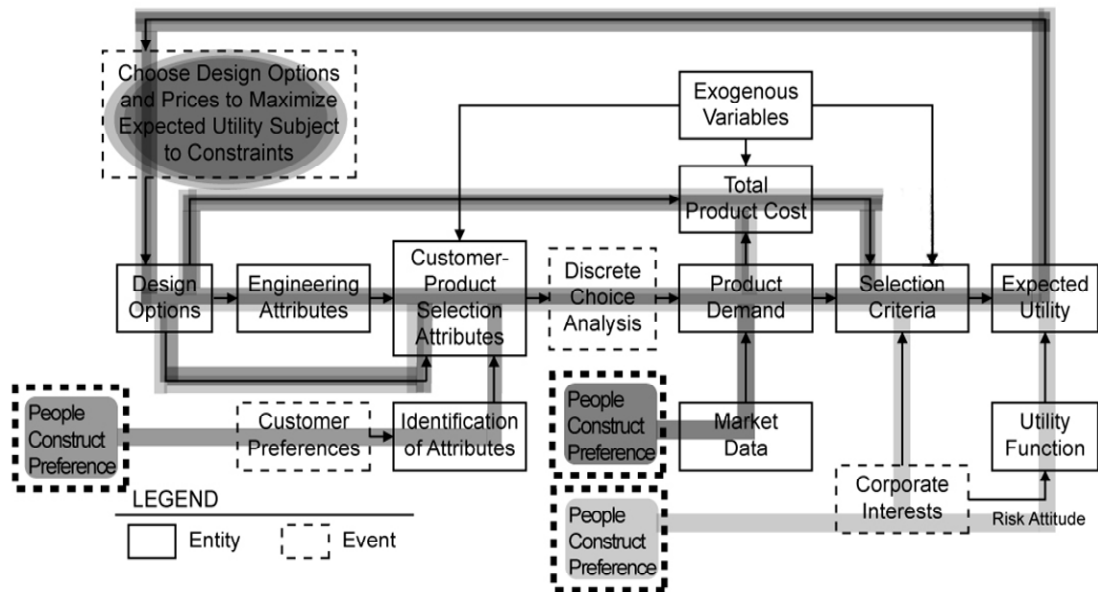 Choose Design Options
and Prices to Maximize
Expected Utility Subject
to Constraints
Exogenous
Variables
Total
Product Cost
Design
Options
Engineering
Attributes
Customer-
Product
Selection
Attributes
Discrete
Choice
Analysis
Product
Demand
Selection
Criteria
Expected
Utility
People
Construct
Preference
Customer
Preferences
Identification
of Attributes
People
Construct
Preference
Market
Data
Utility
Function
Corporate
Interests
Risk Attitude
People
Construct
Preference
LEGEND
Entity
Event